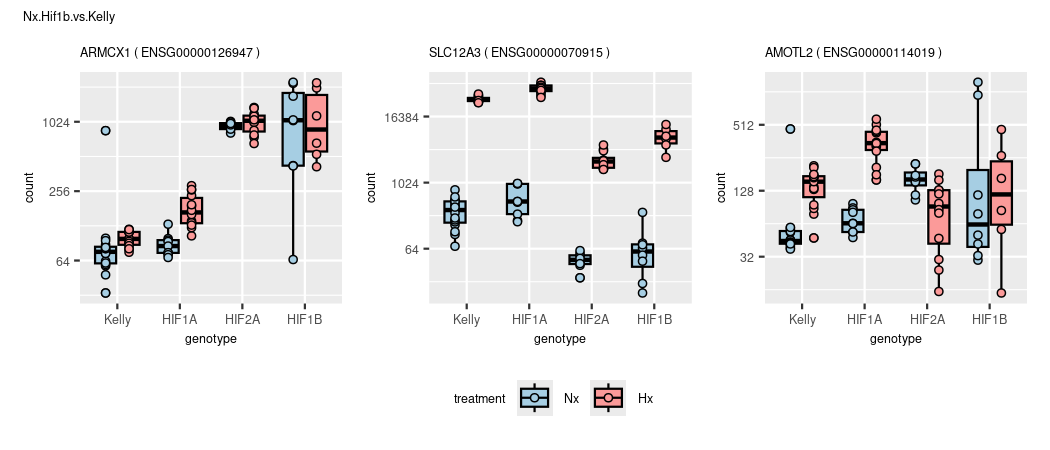 Nx.Hif1b.vs.Kelly
ARMCX1 ( ENSG00000126947 )
SLC12A3 ( ENSG00000070915 )
AMOTL2 ( ENSG00000114019 )
count
1024
256
64
Kelly HIF1A HIF2A HIF1B
genotype
count
16384
1024
64
Kelly HIF1A HIF2A HIF1B
genotype
count
512
128
32
Kelly HIF1A HIF2A HIF1B
genotype
treatment Nx Hx